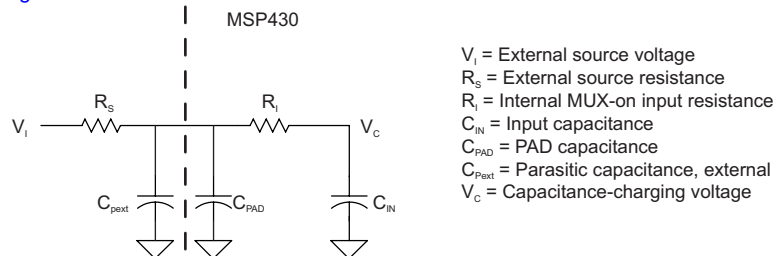 MSP430
V_I = External source voltage
R_S = External source resistance
R_I = Internal MUX-on input resistance
C_IN = Input capacitance
C_PAD = PAD capacitance
C_Pext = Parasitic capacitance, external
V_C = Capacitance-charging voltage
R_S
R_I
V_I
V_C
C_pext
C_PAD
C_IN